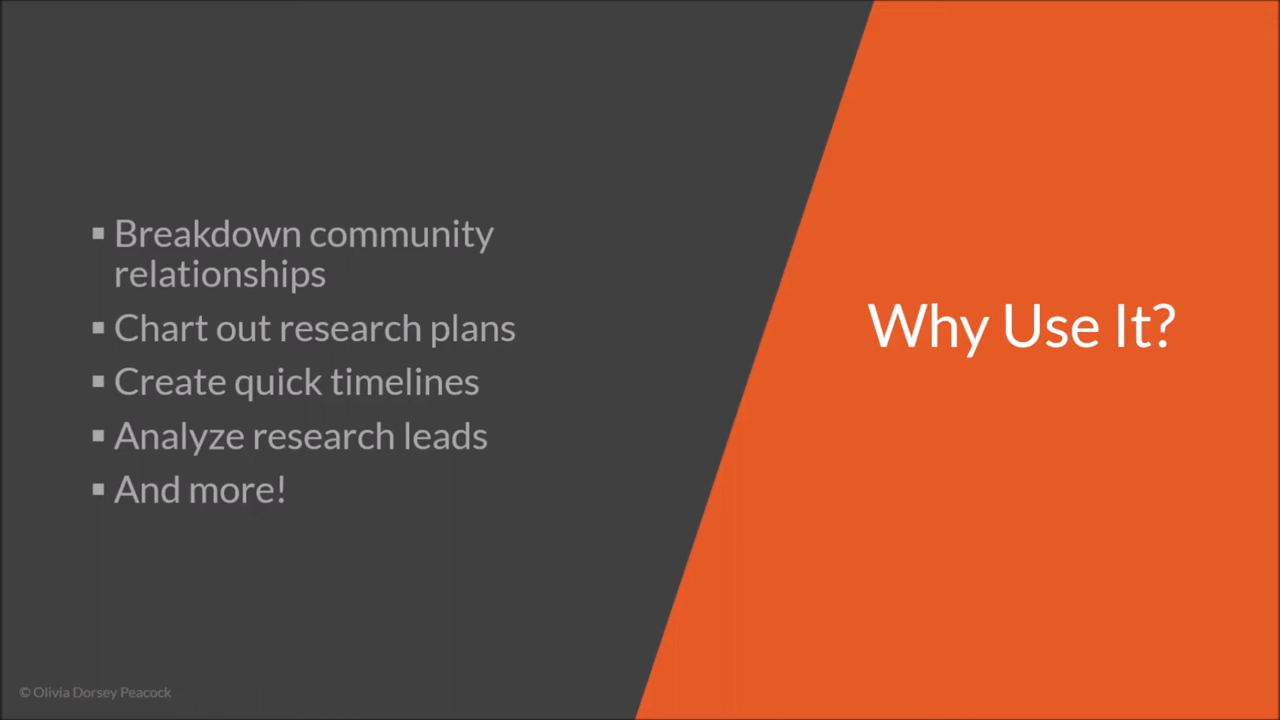 ▪ Breakdown community
relationships
▪ Chart out research plans
▪ Create quick timelines
▪ Analyze research leads
▪ And more!
Why Use It?
© Olivia Dorsey Peacock